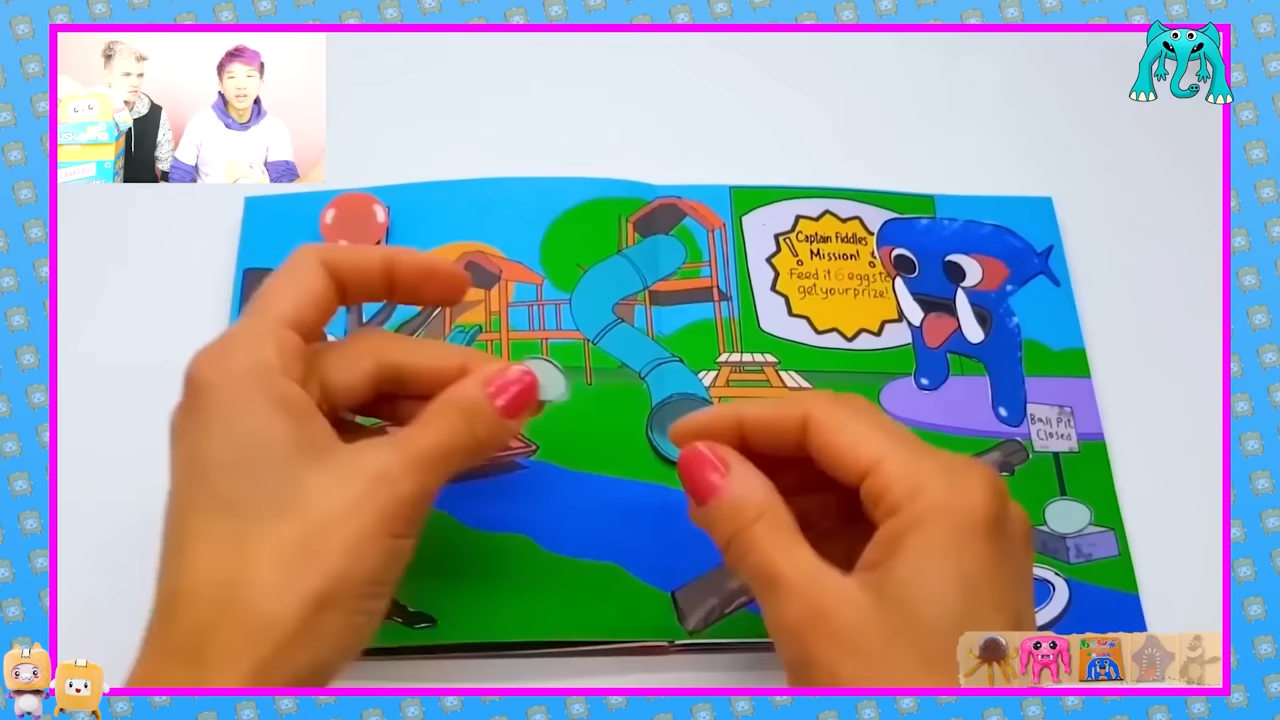 Captain Fiddles
Mission!
Feed it 6 eggs to
get your prize!
Ball Pit
Closed